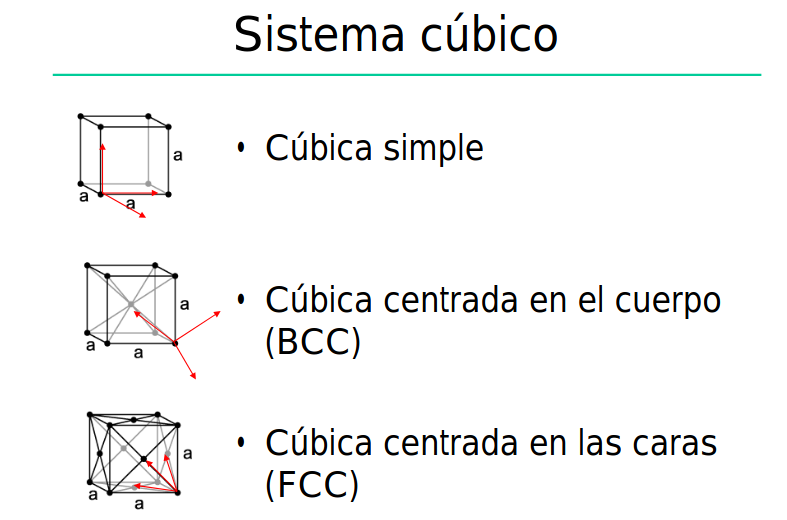 Sistema cúbico
a
a
a
• Cúbica simple
a
a
a
• Cúbica centrada en el cuerpo
(BCC)
a
a
a
• Cúbica centrada en las caras
(FCC)